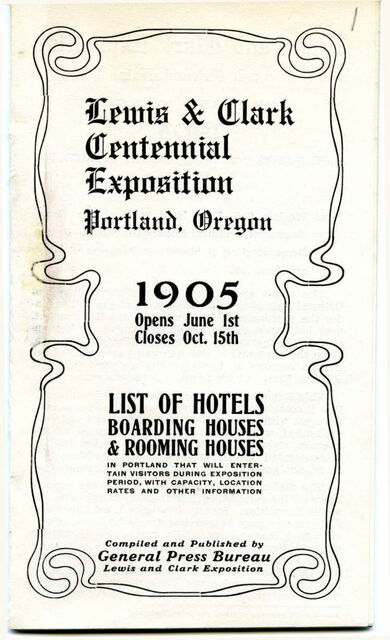 Lewis & Clark
Centennial
Exposition
Portland, Oregon
1905
Opens June 1st
Closes Oct. 15th
LIST OF HOTELS
BOARDING HOUSES
& ROOMING HOUSES
IN PORTLAND THAT WILL ENTER-
TAIN VISITORS DURING EXPOSITION
PERIOD, WITH CAPACITY, LOCATION
RATES AND OTHER INFORMATION
Compiled and Published by
General Press Bureau
Lewis and Clark Exposition